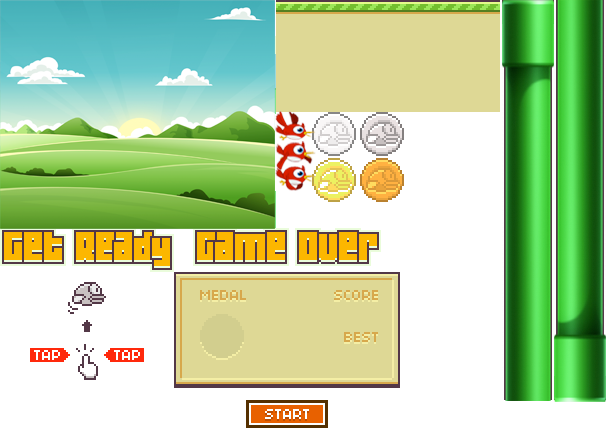 Get Ready Game Over
MEDAL SCORE
BEST
TAP TAP
START